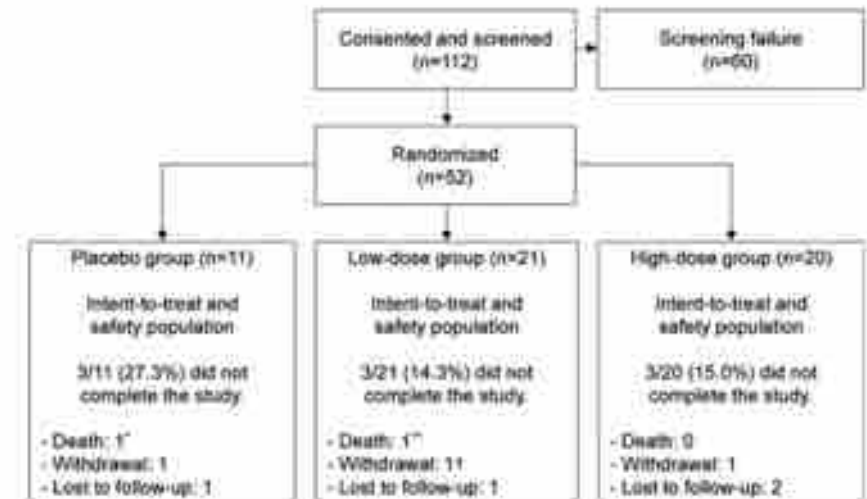 Consented and screened
(n=112)
Screening failure
(n=60)
Randomized
(n=52)
Placebo group (n=11)
Intent-to-treat and
safety population
3/11 (27.3%) did not
complete the study
- Death: 1*
- Withdrawal: 1
- Lost to follow-up: 1
Low-dose group (n=21)
Intent-to-treat and
safety population
3/21 (14.3%) did not
complete the study
- Death: 1**
- Withdrawal: 1†
- Lost to follow-up: 1
High-dose group (n=20)
Intent-to-treat and
safety population
3/20 (15.0%) did not
complete the study
- Death: 0
- Withdrawal: 1
- Lost to follow-up: 2